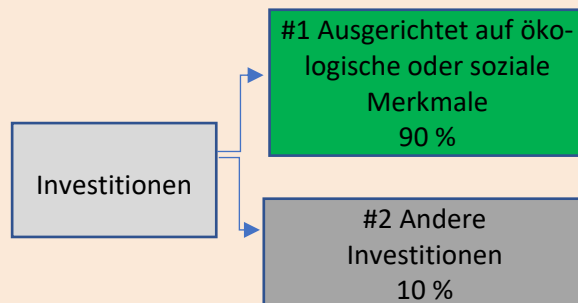 Investitionen
#1 Ausgerichtet auf öko-
logische oder soziale
Merkmale
90 %
#2 Andere
Investitionen
10 %